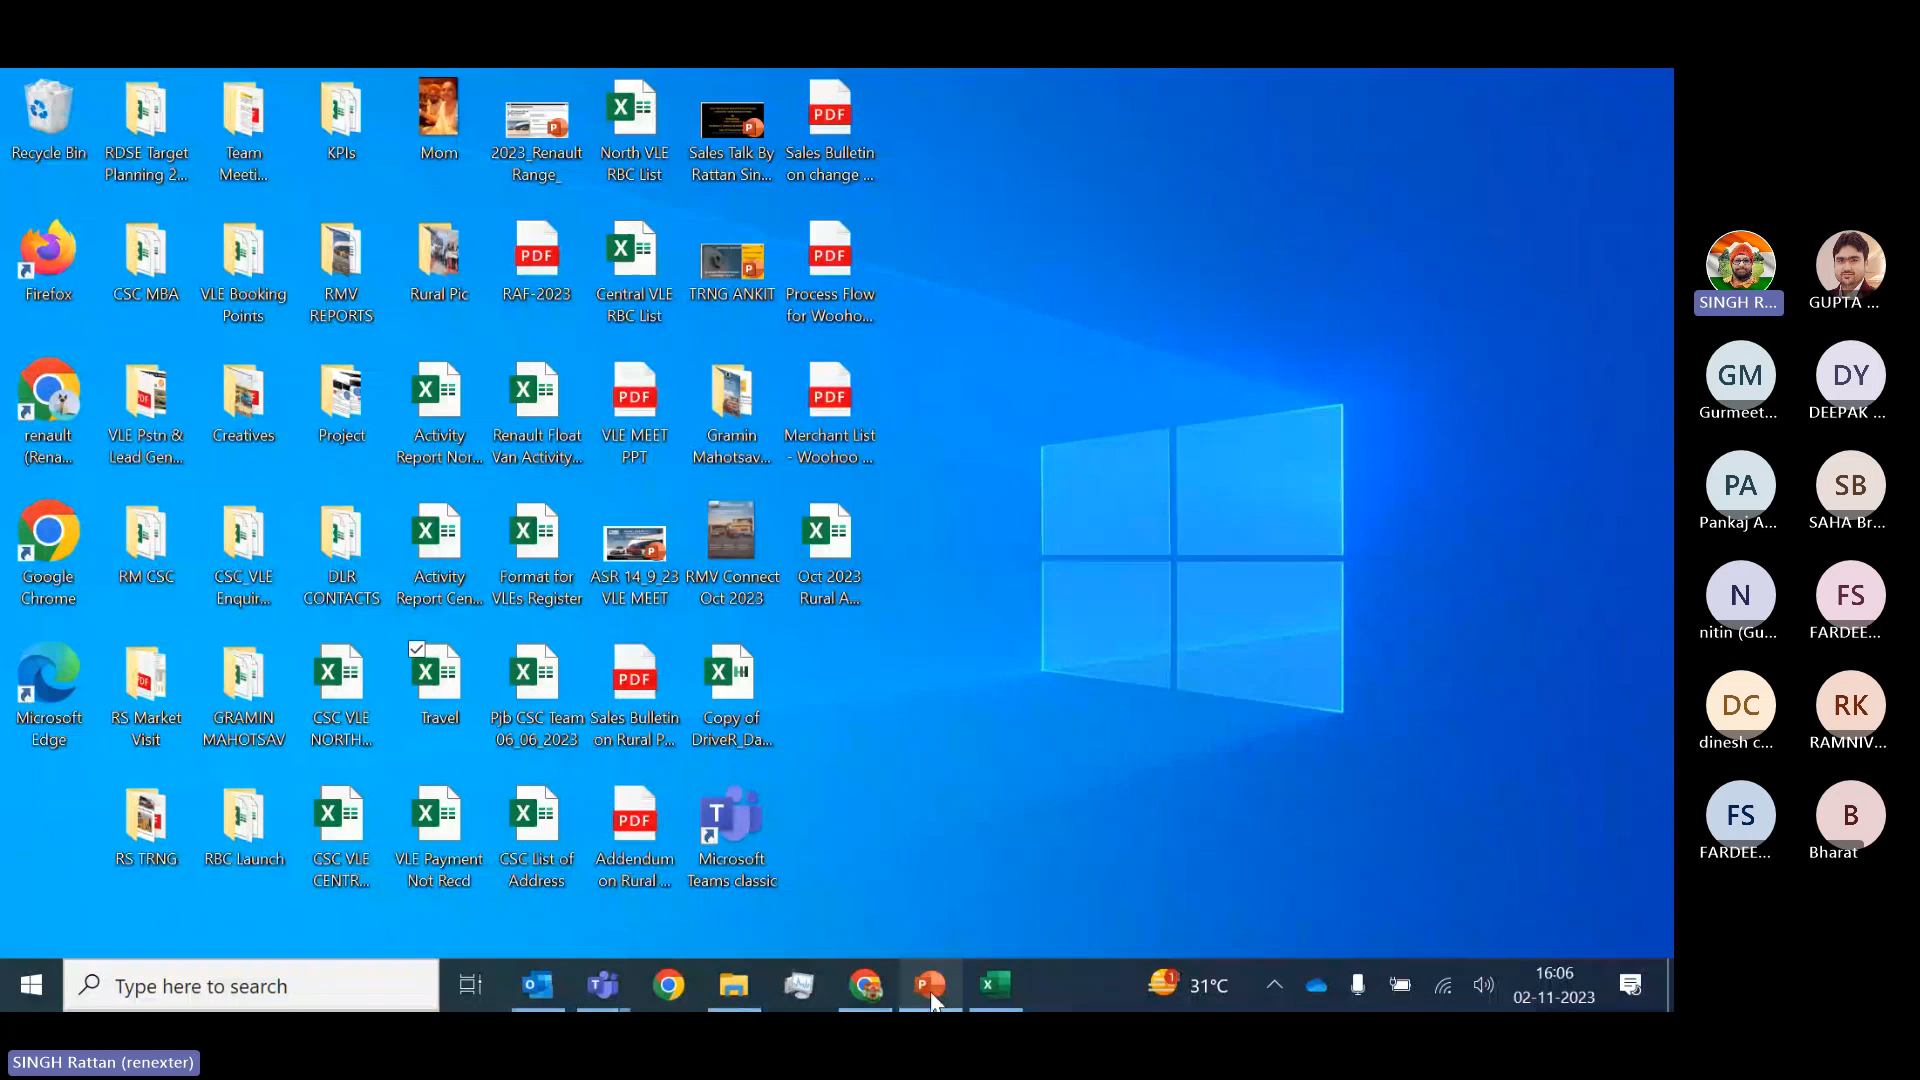 Recycle Bin
RDSE Target
Planning 2...
Team
Meeti...
KPIs
Mom
2023_Renault
Range_
North VLE
RBC List
Sales Talk By
Rattan Sin...
Sales Bulletin
on change ...
Firefox
CSC MBA
VLE Booking
Points
RMV
REPORTS
Rural Pic
RAF-2023
Central VLE
RBC List
TRNG ANKIT
Process Flow
for Wooho...
renault
(Rena...
VLE Pstn &
Lead Gen...
Creatives
Project
Activity
Report Nor...
Renault Float
Van Activity...
VLE MEET
PPT
Gramin
Mahotsav...
Merchant List
- Woohoo ...
Google
Chrome
RM CSC
CSC_VLE
Enquir...
DLR
CONTACTS
Activity
Report Cen...
Format for
VLEs Register
ASR 14_9_23
VLE MEET
RMV Connect
Oct 2023
Oct 2023
Rural A...
Microsoft
Edge
RS Market
Visit
GRAMIN
MAHOTSAV
CSC VLE
NORTH...
Travel
Pjb CSC Team
06_06_2023
Sales Bulletin
on Rural P...
Copy of
DriveR_Da...
RS TRNG
RBC Launch
CSC VLE
CENTR...
VLE Payment
Not Recd
CSC List of
Address
Addendum
on Rural ...
Microsoft
Teams classic
PDF
PDF
PDF
PDF
PDF
PDF
PDF
PDF
Type here to search
1
31°C
16:06
02-11-2023
SINGH R...
GUPTA ...
GM
Gurmeet...
DY
DEEPAK ...
PA
Pankaj A...
SB
SAHA Br...
N
nitin (Gu...
FS
FARDEE...
DC
dinesh c...
RK
RAMNIV...
FS
FARDEE...
B
Bharat
SINGH Rattan (renexter)